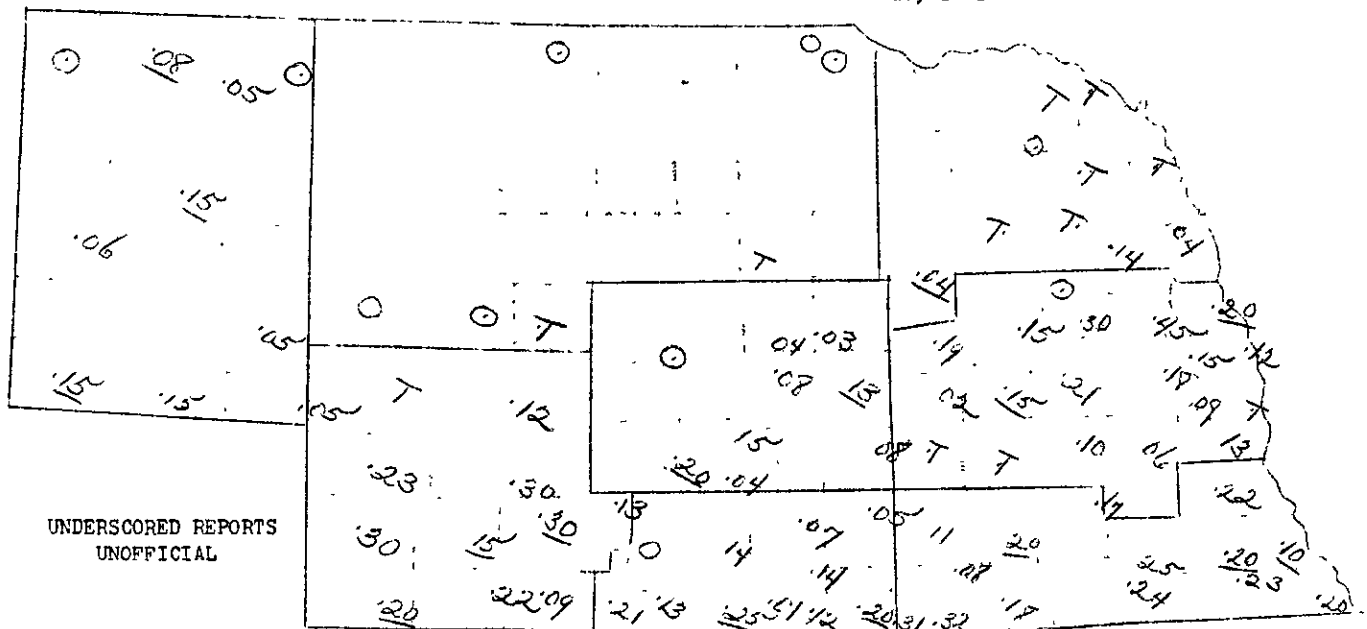 .08
.05
T T
.15
T T
.06
T T
.14 .04
T
.04
.05
T
.04 .03
.19 .15 .30 .45 .20
.08 .13
.15 .12
.18
.15 .15 .05
T .12
.02 .15 .21
.09
.15
.08 T T .10 .06 13
.23
.20 .04
.30
.22
.13
.05
.17
UNDERSCORED REPORTS
UNOFFICIAL
.30 .15 .30
14 .07
11 .20
.14
.08
.25 .20 .10
.23
.24
.20 .22 .09 .21 .13 .25 .12 .20 .31 .32 .17 .20